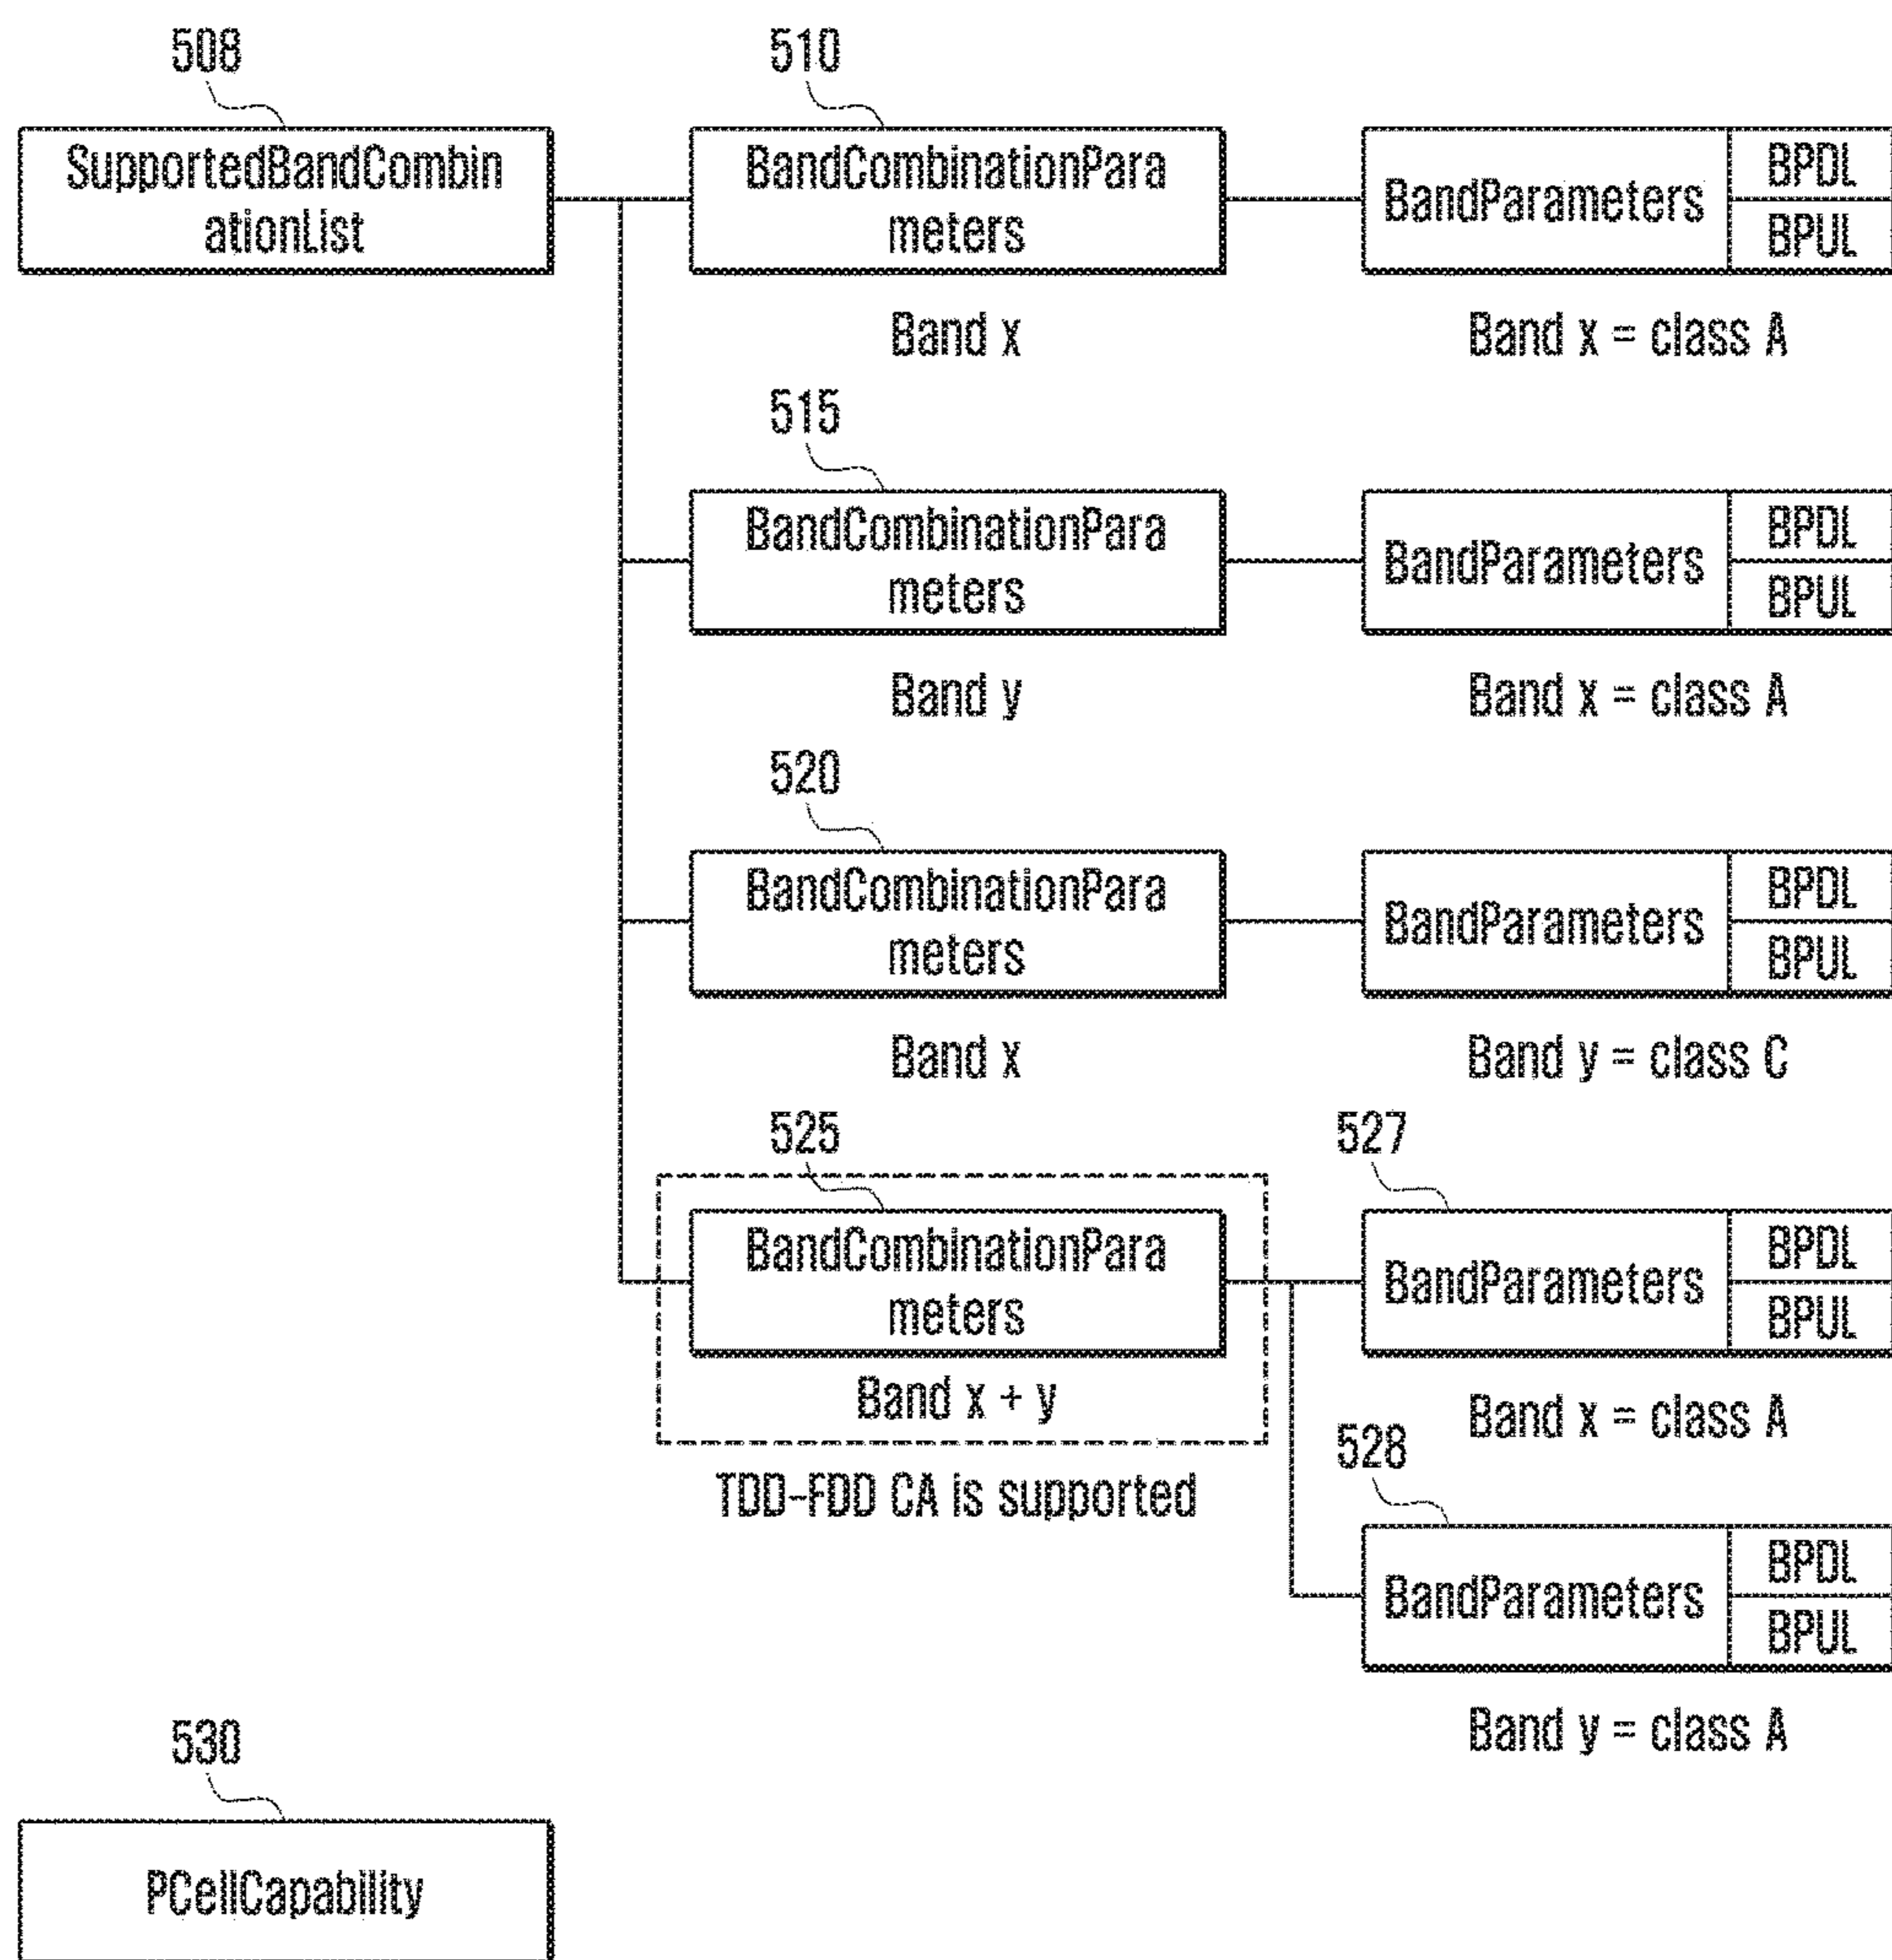 508
510
SupportedBandCombin
ationList
BandCombinationPara
meters
BandParameters
BPDL
BPUL
Band x
Band x = class A
515
BandCombinationPara
meters
BandParameters
BPDL
BPUL
Band y
Band x = class A
520
BandCombinationPara
meters
BandParameters
BPDL
BPUL
Band x
Band y = class C
525
527
BandCombinationPara
meters
Band x + y
BandParameters
BPDL
BPUL
Band x = class A
TDD-FDD CA is supported
528
BandParameters
BPDL
BPUL
Band y = class A
530
PCellCapability